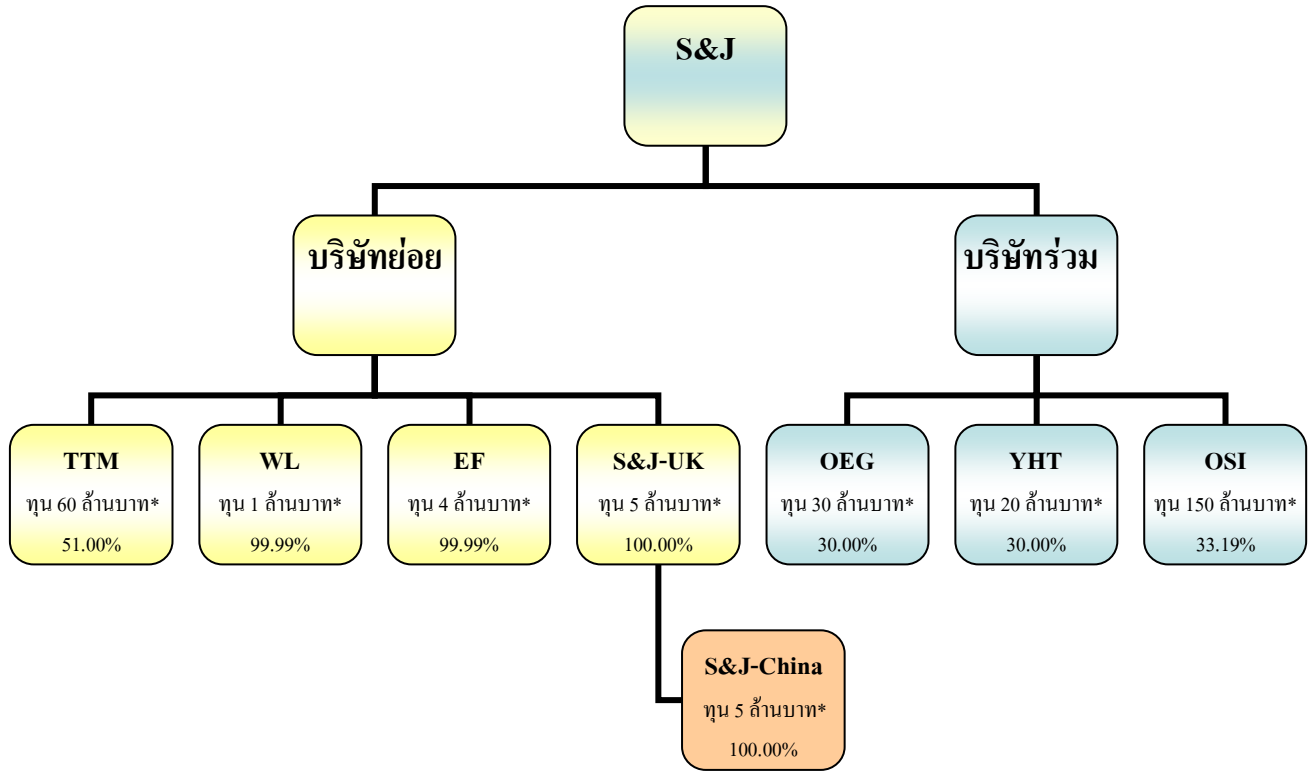 S&J
บริษัทย่อย
บริษัทร่วม
TTM
ทุน 60 ล้านบาท*
51.00%
WL
ทุน 1 ล้านบาท*
99.99%
EF
ทุน 4 ล้านบาท*
99.99%
S&J-UK
ทุน 5 ล้านบาท*
100.00%
OEG
ทุน 30 ล้านบาท*
30.00%
YHT
ทุน 20 ล้านบาท*
30.00%
OSI
ทุน 150 ล้านบาท*
33.19%
S&J-China
ทุน 5 ล้านบาท*
100.00%